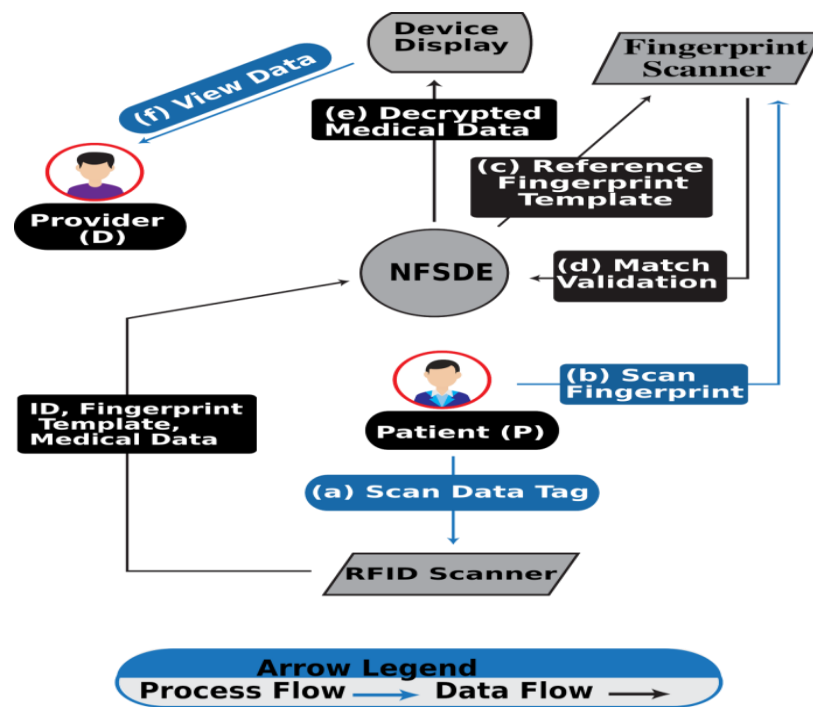 Device
Display
Fingerprint
Scanner
(f) View Data
(e) Decrypted
Medical Data
(c) Reference
Fingerprint
Template
Provider
(D)
NFSDE
(d) Match
Validation
(b) Scan
Fingerprint
ID, Fingerprint
Template,
Medical Data
Patient (P)
(a) Scan Data Tag
RFID Scanner
Arrow Legend
Process Flow
Data Flow